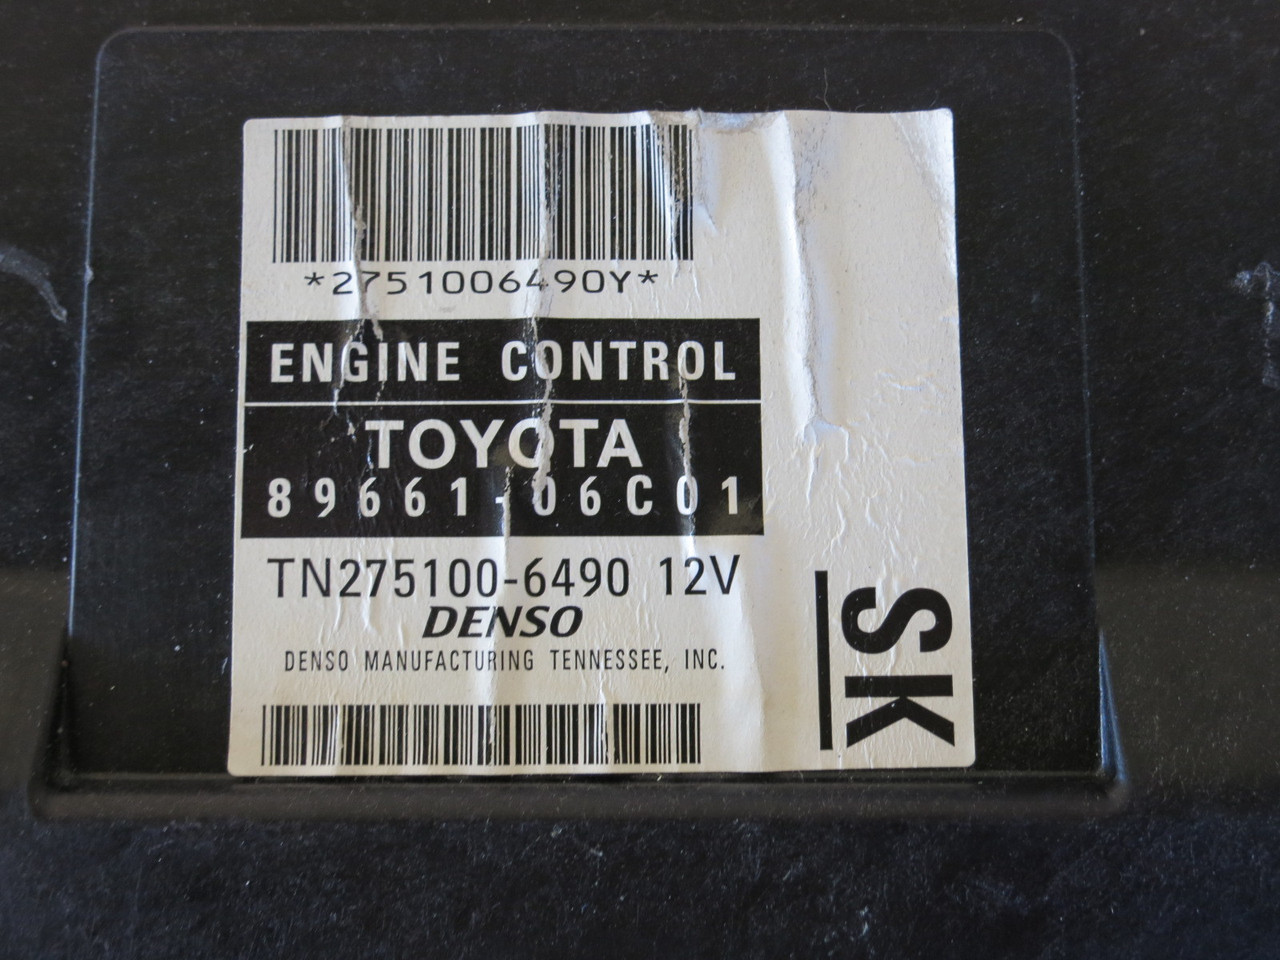 *2751006490Y*
ENGINE CONTROL
TOYOTA
89661-06C01
TN275100-6490 12V
DENSO
DENSO MANUFACTURING TENNESSEE, INC.
SK